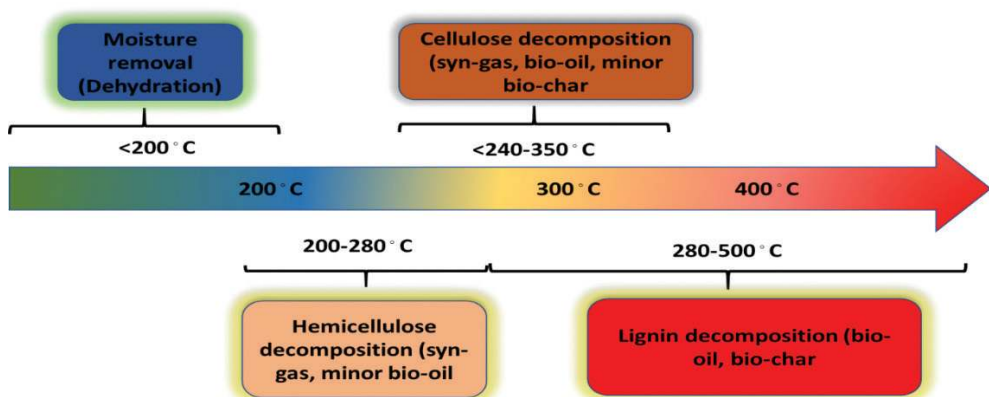 Moisture
removal
(Dehydration)
Cellulose decomposition
(syn-gas, bio-oil, minor
bio-char
<200°C
<240-350°C
200°C
300°C
400°C
200-280°C
280-500°C
Hemicellulose
decomposition (syn-
gas, minor bio-oil
Lignin decomposition (bio-
oil, bio-char